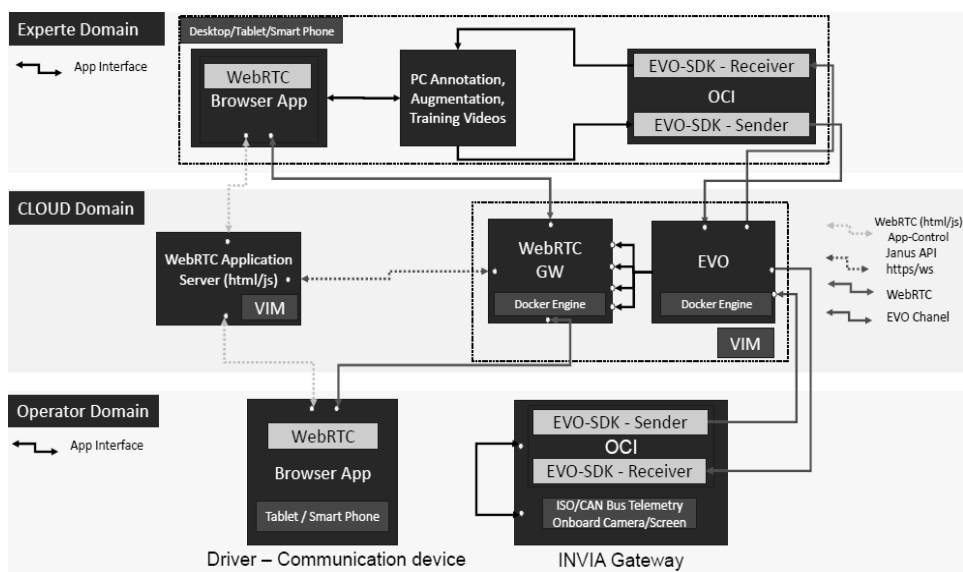 Experte Domain
App Interface
Desktop/Tablet/Smart Phone
WebRTC
Browser App
PC Annotation,
Augmentation,
Training Videos
EVO-SDK - Receiver
OCI
EVO-SDK - Sender
CLOUD Domain
WebRTC Application
Server (html/js)
VIM
WebRTC
GW
Docker Engine
EVO
Docker Engine
VIM
WebRTC (html/js)
App-Control
Janus API
https/ws
WebRTC
EVO Chanel
Operator Domain
App Interface
WebRTC
Browser App
Tablet / Smart Phone
Driver – Communication device
EVO-SDK - Sender
OCI
EVO-SDK - Receiver
ISO/CAN Bus Telemetry
Onboard Camera/Screen
INVIA Gateway